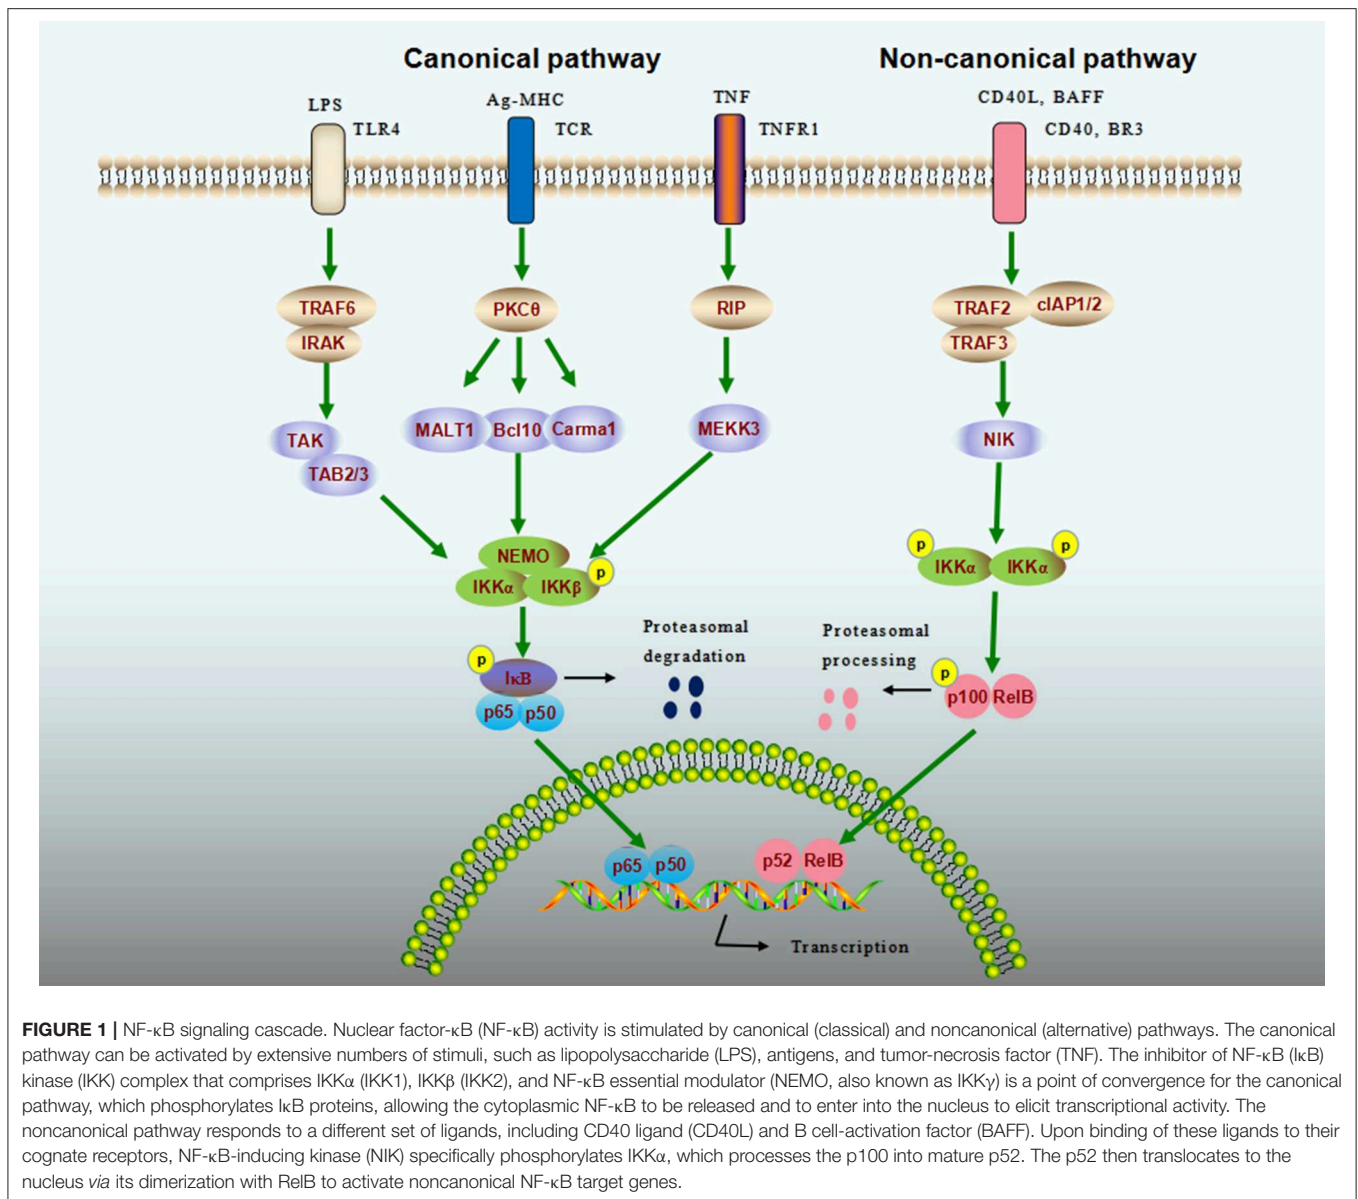 Canonical pathway
Non-canonical pathway
LPS
TLR4
Ag-MHC
TCR
TNF
TNFR1
CD40L, BAFF
CD40, BR3
TRAF6
IRAK
PKCθ
RIP
TRAF2
cIAP1/2
TRAF3
TAK
TAB2/3
MALT1
Bcl10
Carma1
MEKK3
NIK
NEMO
IKKα
IKKβ
p
p
IKKα
IKKα
p
Proteasomal
degradation
Proteasomal
processing
p
IκB
p65
p50
p
p100
RelB
p65
p50
p52
RelB
Transcription
FIGURE 1 | NF-κB signaling cascade. Nuclear factor-κB (NF-κB) activity is stimulated by canonical (classical) and noncanonical (alternative) pathways. The canonical
pathway can be activated by extensive numbers of stimuli, such as lipopolysaccharide (LPS), antigens, and tumor-necrosis factor (TNF). The inhibitor of NF-κB (IκB)
kinase (IKK) complex that comprises IKKα (IKK1), IKKβ (IKK2), and NF-κB essential modulator (NEMO, also known as IKKγ) is a point of convergence for the canonical
pathway, which phosphorylates IκB proteins, allowing the cytoplasmic NF-κB to be released and to enter into the nucleus to elicit transcriptional activity. The
noncanonical pathway responds to a different set of ligands, including CD40 ligand (CD40L) and B cell-activation factor (BAFF). Upon binding of these ligands to their
cognate receptors, NF-κB-inducing kinase (NIK) specifically phosphorylates IKKα, which processes the p100 into mature p52. The p52 then translocates to the
nucleus via its dimerization with RelB to activate noncanonical NF-κB target genes.